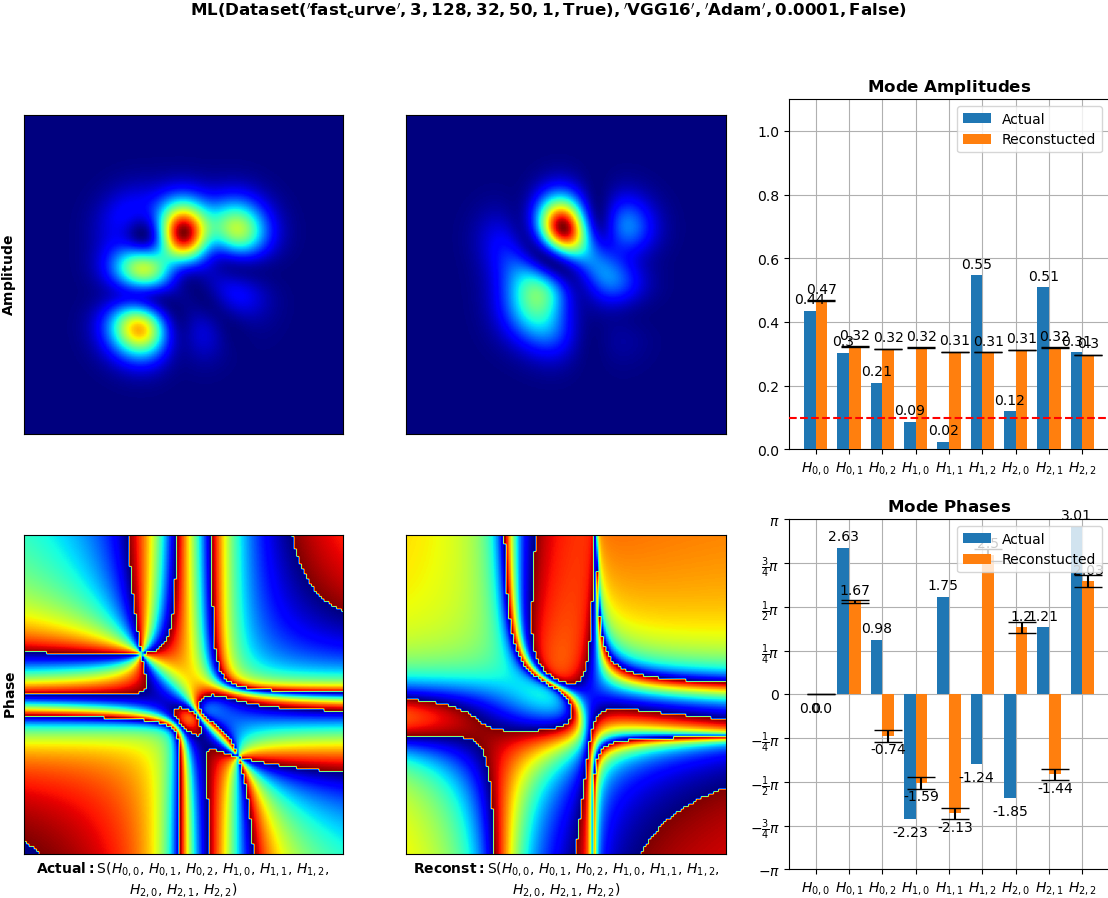 ML(Dataset('fast_curve', 3, 128, 32, 50, 1, True), 'VGG16', 'Adam', 0.0001, False)
Mode Amplitudes
Amplitude
Actual
Reconstucted
1.0
0.8
0.6
0.4
0.2
0.0
0.44
0.47
0.3
0.32
0.21
0.32
0.09
0.32
0.02
0.31
0.55
0.31
0.12
0.31
0.51
0.32
0.31
0.3
H0,0 H0,1 H0,2 H1,0 H1,1 H1,2 H2,0 H2,1 H2,2
Phase
Actual: S(H0,0, H0,1, H0,2, H1,0, H1,1, H1,2,
H2,0, H2,1, H2,2)
Reconst: S(H0,0, H0,1, H0,2, H1,0, H1,1, H1,2,
H2,0, H2,1, H2,2)
Mode Phases
Actual
Reconstucted
π
3/4π
1/2π
1/4π
0
−1/4π
−1/2π
−3/4π
−π
0.0
0.0
2.63
1.67
0.98
-0.74
-2.23
-1.59
1.75
-2.13
-1.24
-1.85
1.21
1.21
-1.44
3.01
H0,0 H0,1 H0,2 H1,0 H1,1 H1,2 H2,0 H2,1 H2,2